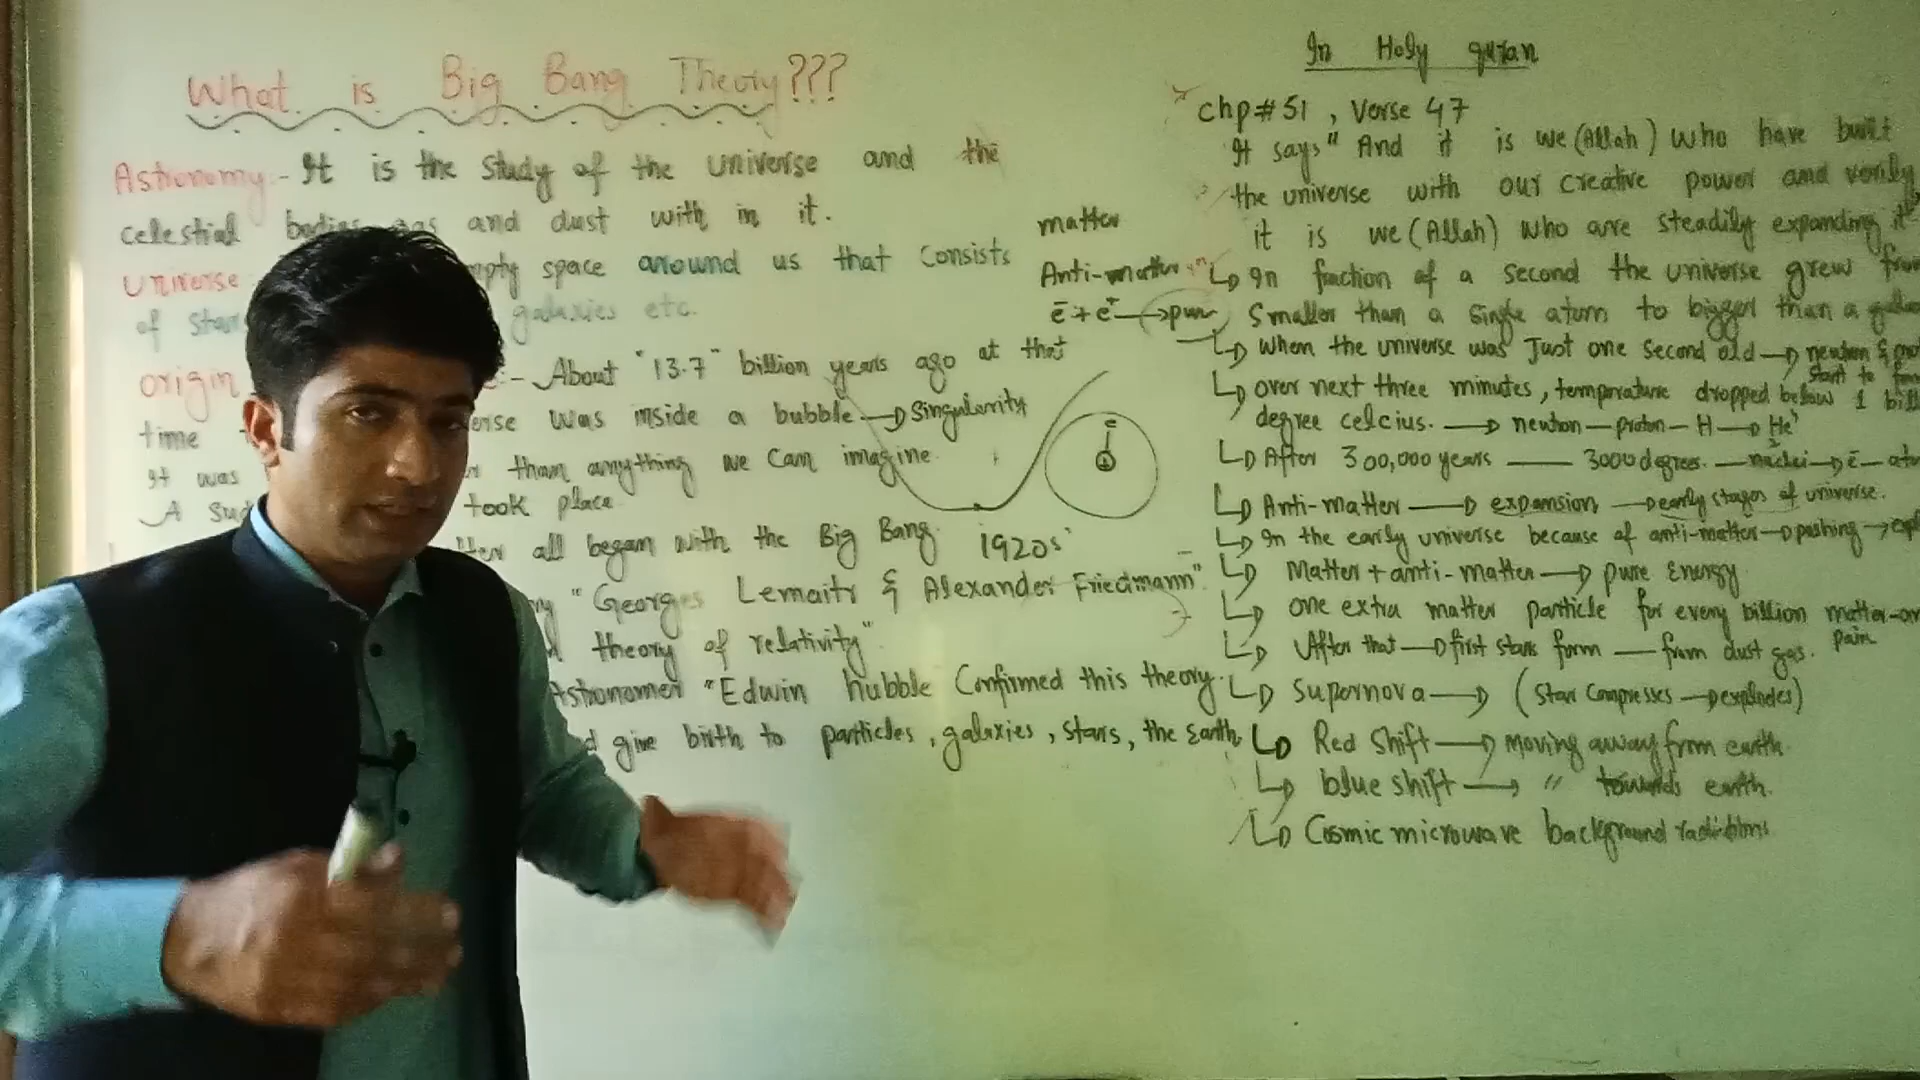 What is Big Bang Theory???
Astronomy:- It is the study of the universe and the
celestial bodies gas and dust with in it.
Universe space around us that consists
of galaxies etc.
origin :- About "13.7" billion years ago at that
time was inside a bubble → Singularity
It was than anything we can imagine.
A took place.
all began with the Big Bang. 1920s'
"Georges Lemaitr & Alexander Friedmann".
theory of relativity"
Astronomer "Edwin hubble Confirmed this theory.
give birth to particles, galaxies, stars, the Earth
matter
Anti-matter
ē + e⁺ → pure
e
+
In Holy quran
Chp#51, Verse 47
It says "And it is we (Allah) who have built
the universe with our creative power and verily
it is we (Allah) who are steadily expanding it"
↳ In fraction of a second the universe grew from
Smaller than a single atom to bigger than a
↳ When the universe was Just one second old →
start to
↳ over next three minutes, temperature dropped below 1
degree celcius. → neutron — proton — H → He
↳ After 300,000 years — 3000 degrees. — nuclei → ē —
↳ Anti-matter → expansion → early stages of universe.
↳ In the early universe because of anti-matter → pushing →
↳ Matter + anti-matter → pure Energy
↳ one extra matter particle for every billion matter-
pair
↳ After that → first stars form — from dust gas.
↳ Supornova → (Star Compresses → explodes)
↳ Red Shift → Moving away from earth.
↳ blue shift → " towards earth.
↳ Cosmic microwave background